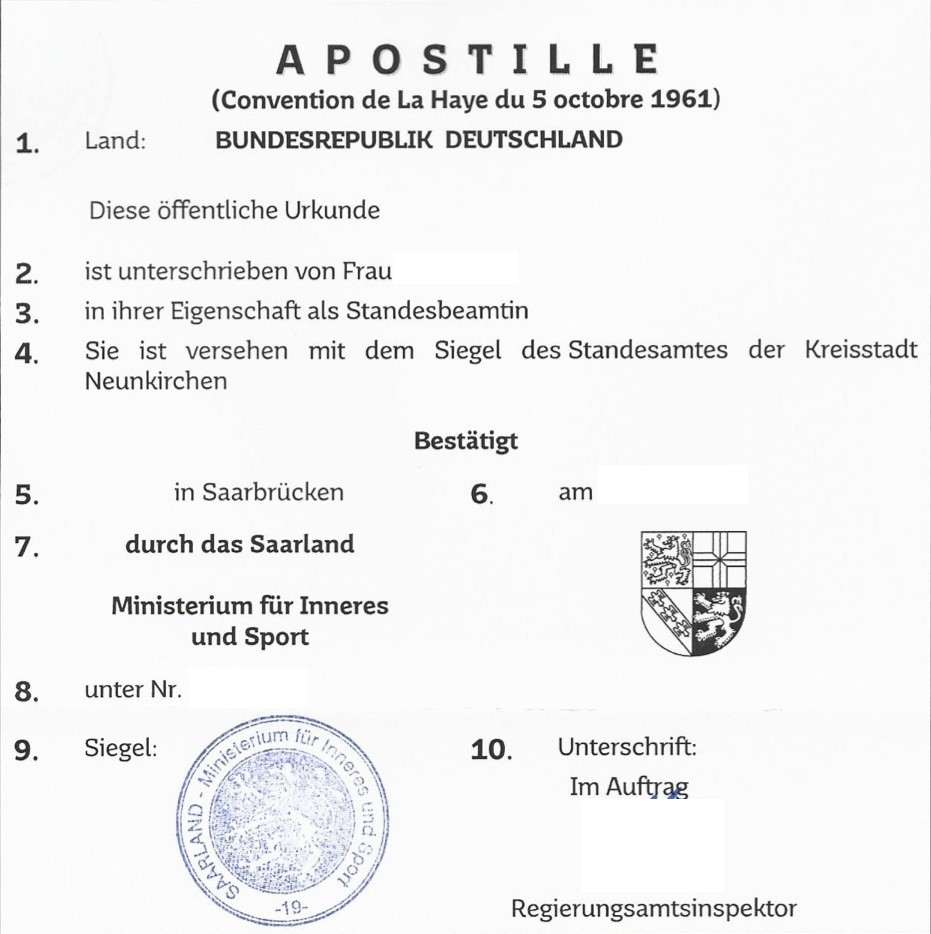 APOSTILLE
(Convention de La Haye du 5 octobre 1961)
1. Land: BUNDESREPUBLIK DEUTSCHLAND
Diese öffentliche Urkunde
2. ist unterschrieben von Frau
3. in ihrer Eigenschaft als Standesbeamtin
4. Sie ist versehen mit dem Siegel des Standesamtes der Kreisstadt
Neunkirchen
Bestätigt
5. in Saarbrücken 6. am
7. durch das Saarland
Ministerium für Inneres
und Sport
8. unter Nr.
9. Siegel: 10. Unterschrift:
Im Auftrag
SAARLAND - Ministerium für Inneres und Sport
-19-
Regierungsamtsinspektor